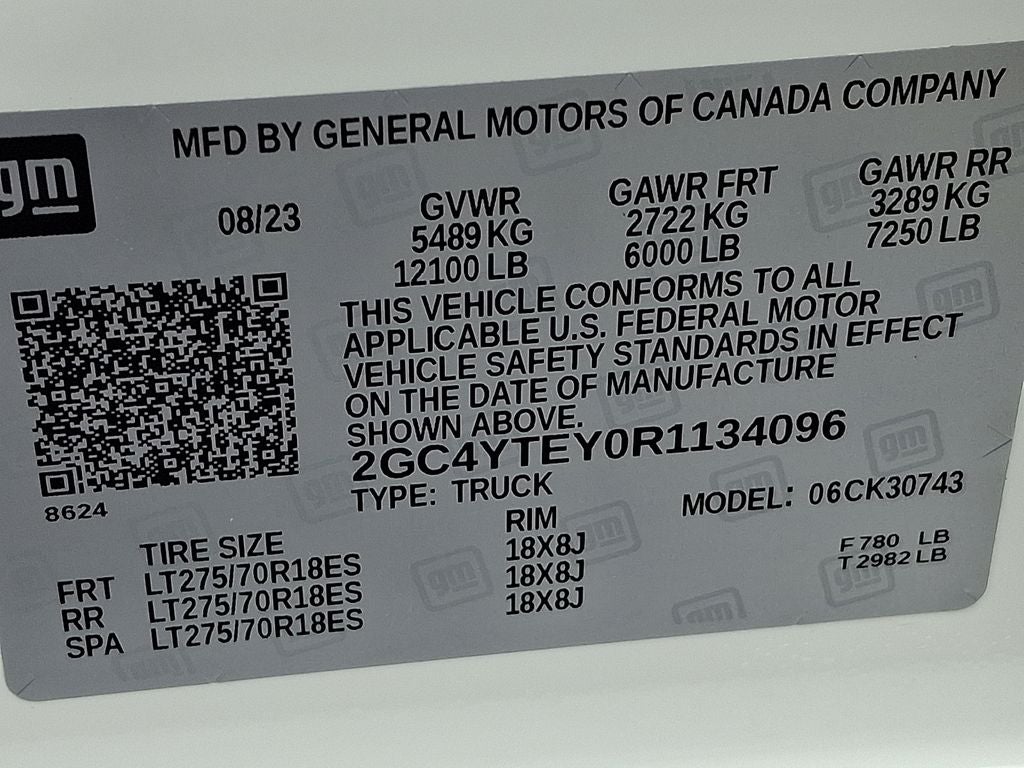 gm
MFD BY GENERAL MOTORS OF CANADA COMPANY
08/23 GVWR GAWR FRT GAWR RR
5489 KG 2722 KG 3289 KG
12100 LB 6000 LB 7250 LB
THIS VEHICLE CONFORMS TO ALL
APPLICABLE U.S. FEDERAL MOTOR
VEHICLE SAFETY STANDARDS IN EFFECT
ON THE DATE OF MANUFACTURE
SHOWN ABOVE.
2GC4YTEY0R1134096
TYPE: TRUCK MODEL: 06CK30743
8624
TIRE SIZE RIM
FRT LT275/70R18ES 18X8J
RR LT275/70R18ES 18X8J
SPA LT275/70R18ES 18X8J
F 780 LB
T 2982 LB